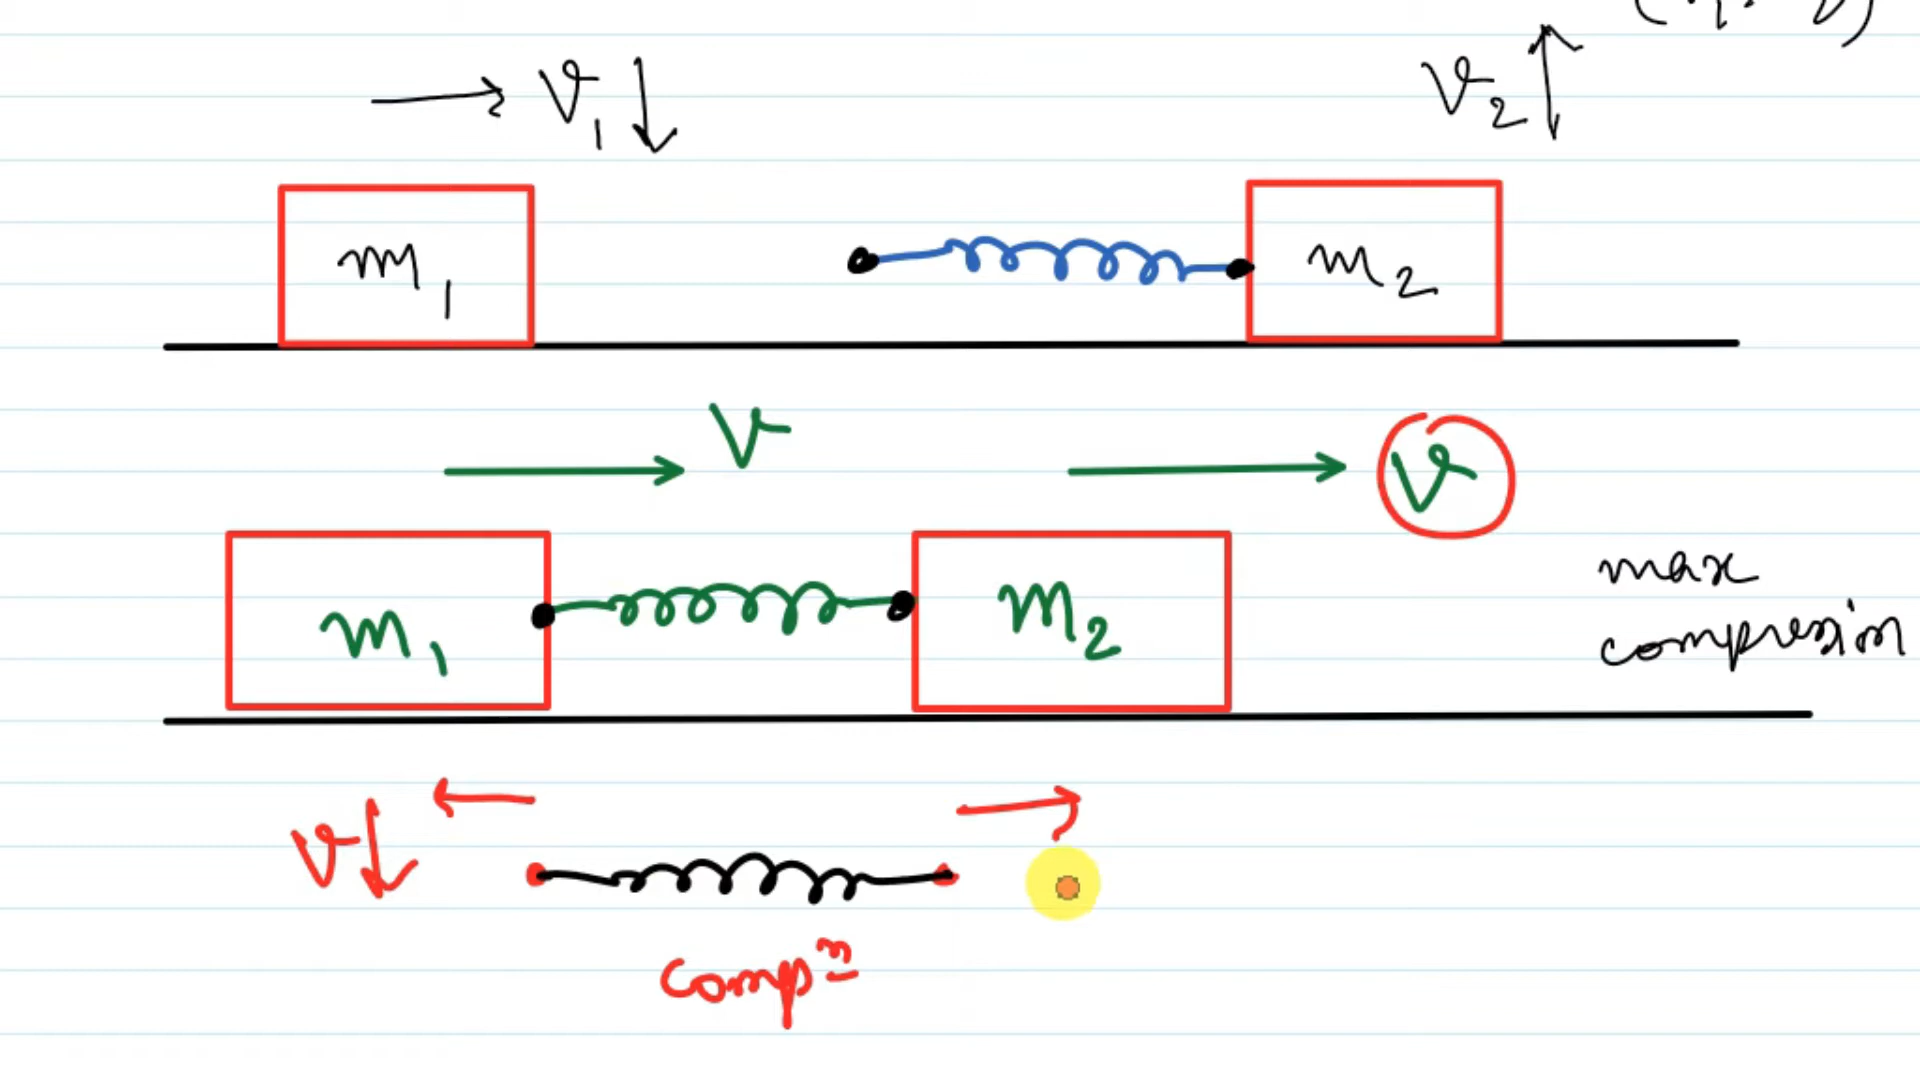 → v₁ ↓
v₂ ↑
m₁
m₂
v
v
m₁
m₂
max
compression
v ↓
compⁿ